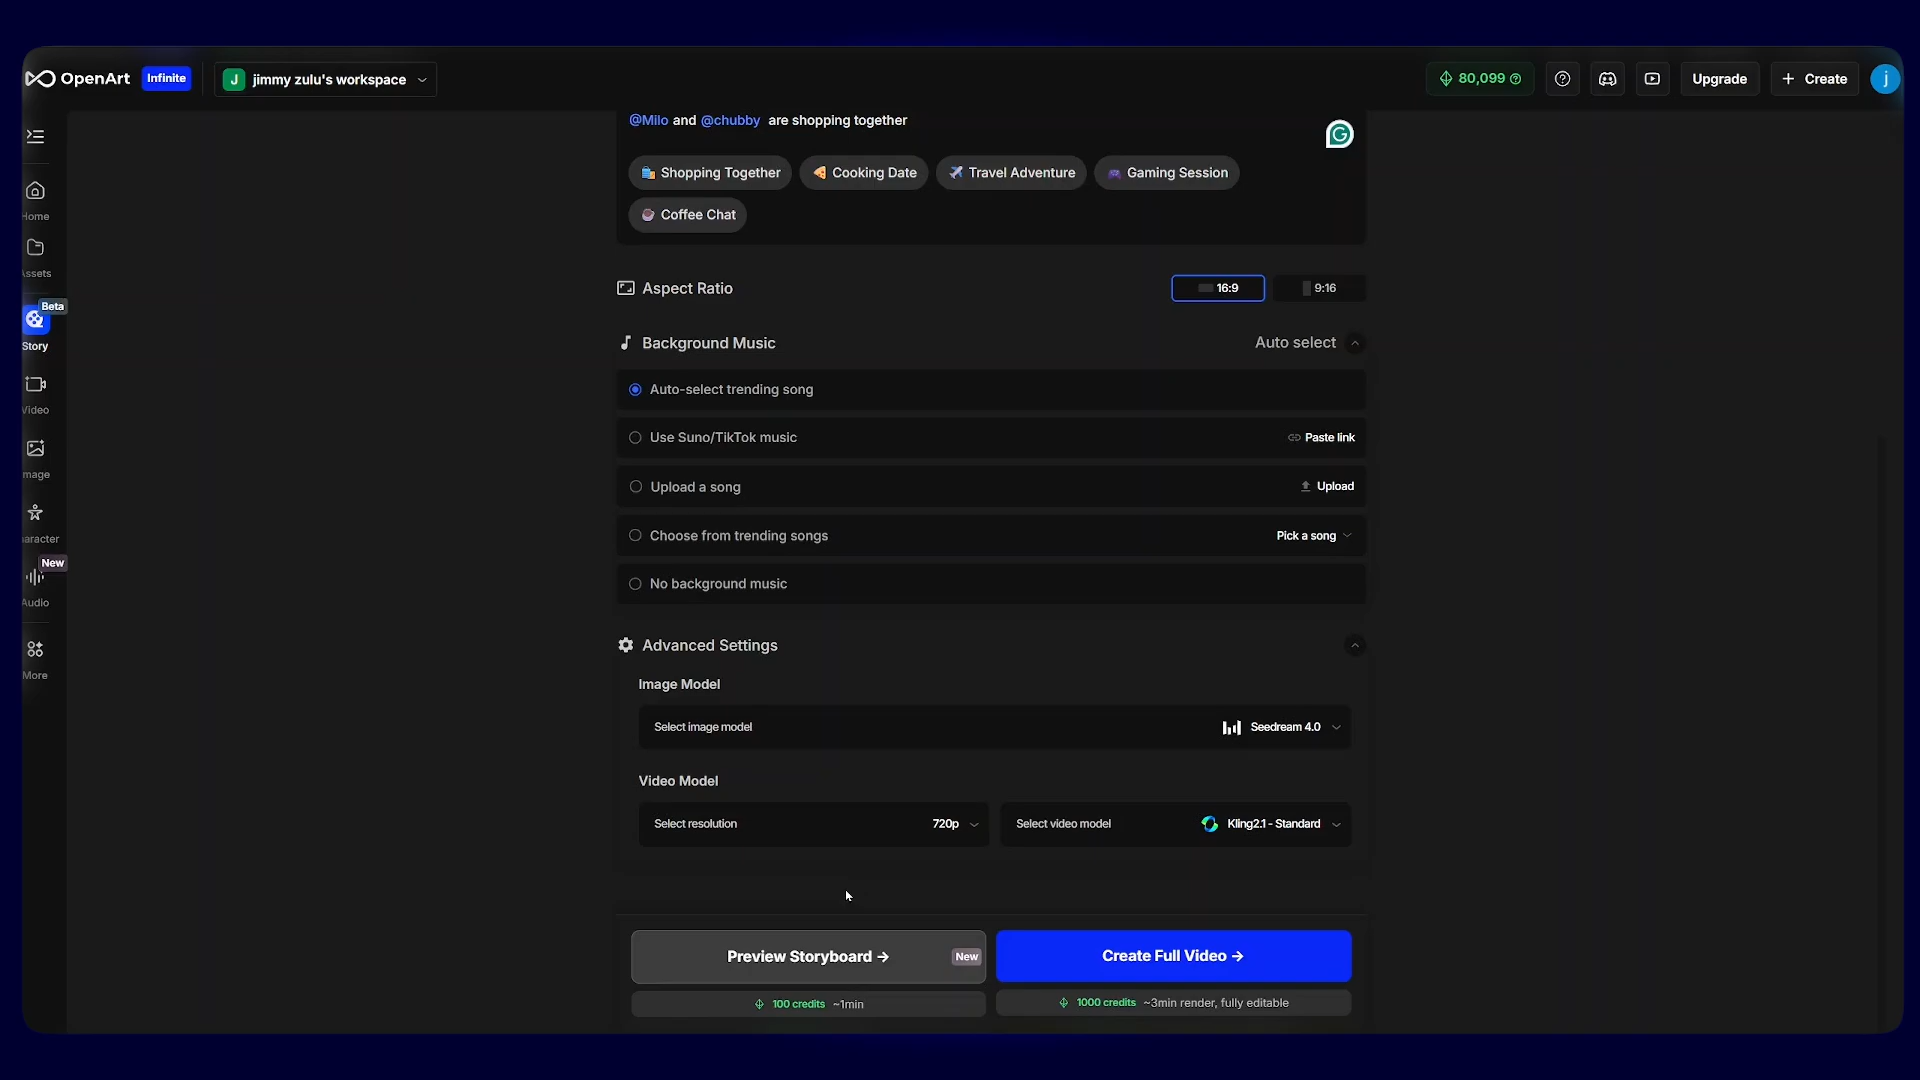 OpenArt Infinite J jimmy zulu's workspace 80,099 Upgrade + Create j
@Milo and @chubby are shopping together
Shopping Together Cooking Date Travel Adventure Gaming Session
Coffee Chat
Home
Assets
Beta
Story
Video
Image
Character
New
Audio
More
Aspect Ratio 16:9 9:16
Background Music Auto select
Auto-select trending song
Use Suno/TikTok music Paste link
Upload a song Upload
Choose from trending songs Pick a song
No background music
Advanced Settings
Image Model
Select image model Seedream 4.0
Video Model
Select resolution 720p Select video model Kling2.1 - Standard
Preview Storyboard → New Create Full Video →
100 credits ~1min 1000 credits ~3min render, fully editable